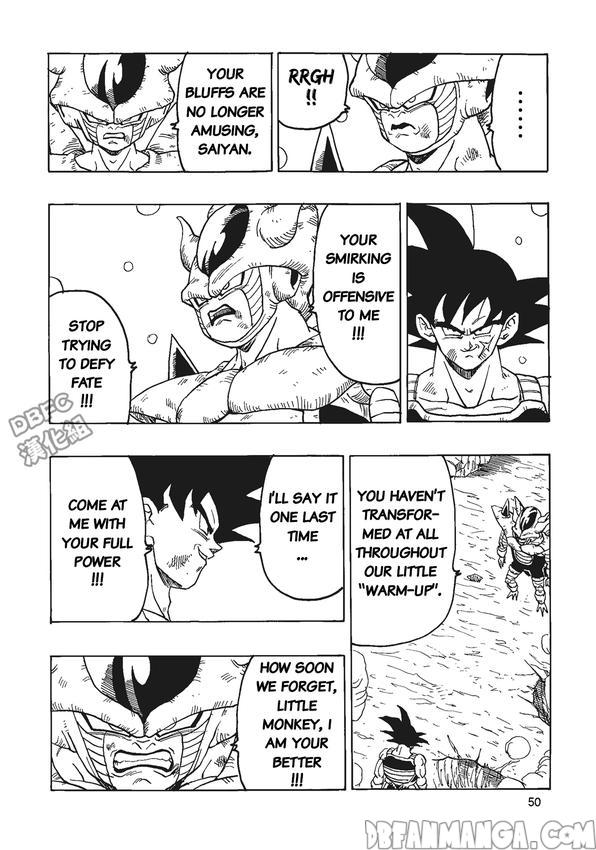 ......
RRGH
!!
YOUR
BLUFFS ARE
NO LONGER
AMUSING,
SAIYAN.
YOUR
SMIRKING
IS
OFFENSIVE
TO ME
!!!
STOP
TRYING
TO DEFY
FATE
!!!
YOU HAVEN'T
TRANSFOR-
MED AT ALL
THROUGHOUT
OUR LITTLE
"WARM-UP".
I'LL SAY IT
ONE LAST
TIME
...
COME AT
ME WITH
YOUR FULL
POWER
!!!
HOW SOON
WE FORGET,
LITTLE
MONKEY, I
AM YOUR
BETTER
!!!
DBFC
漢化組
50
DBFANMANGA.COM